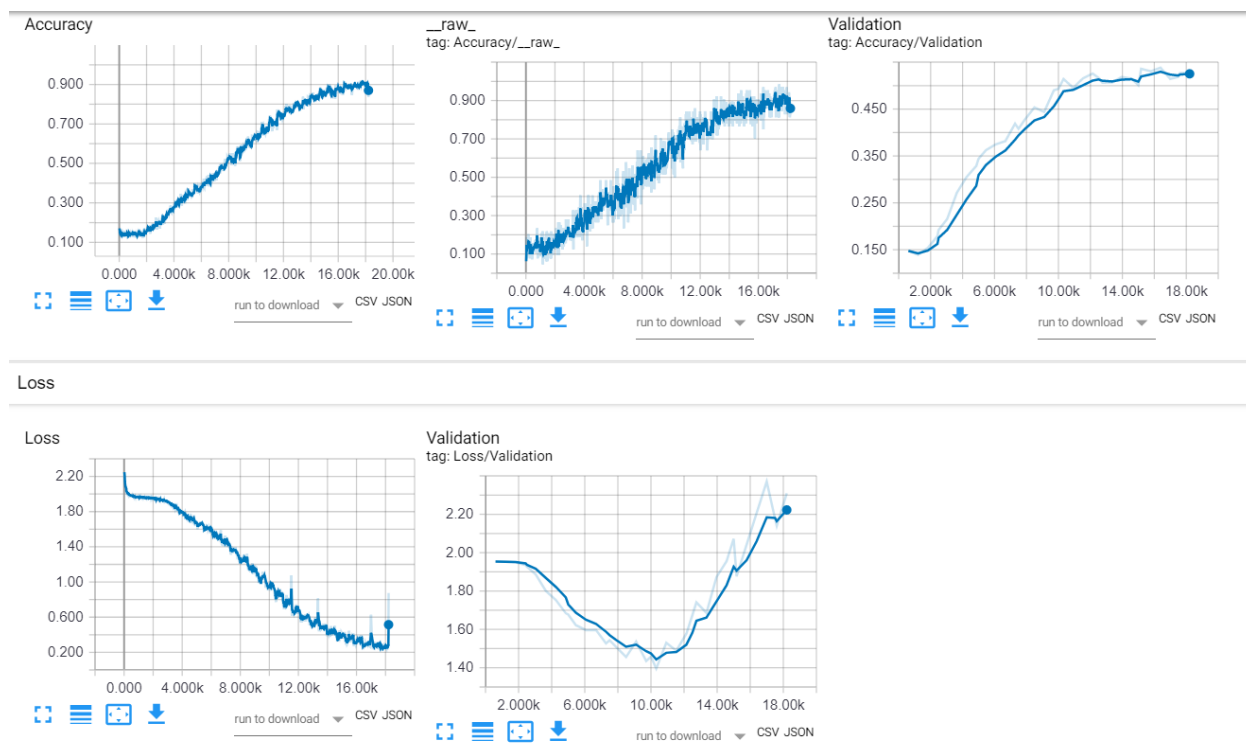 Accuracy
0.900
0.700
0.500
0.300
0.100
0.000 4.000k 8.000k 12.00k 16.00k 20.00k
run to download CSV JSON
__raw_
tag: Accuracy/__raw_
0.900
0.700
0.500
0.300
0.100
0.000 4.000k 8.000k 12.00k 16.00k
run to download CSV JSON
Validation
tag: Accuracy/Validation
0.450
0.350
0.250
0.150
2.000k 6.000k 10.00k 14.00k 18.00k
run to download CSV JSON
Loss
Loss
2.20
1.80
1.40
1.00
0.600
0.200
0.000 4.000k 8.000k 12.00k 16.00k
run to download CSV JSON
Validation
tag: Loss/Validation
2.20
2.00
1.80
1.60
1.40
2.000k 6.000k 10.00k 14.00k 18.00k
run to download CSV JSON